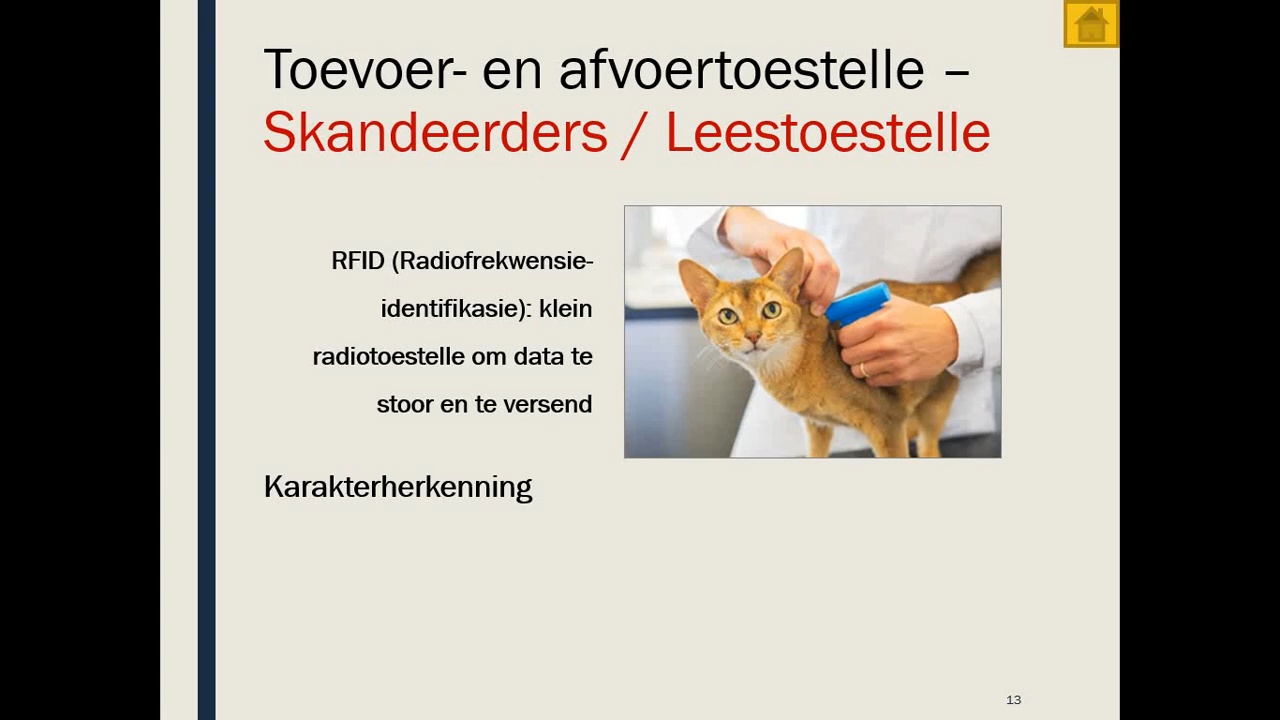 Toevoer- en afvoertoestelle –
Skandeerders / Leestoestelle
RFID (Radiofrekwensie-
identifikasie): klein
radiotoestelle om data te
stoor en te versend
Karakterherkenning
13